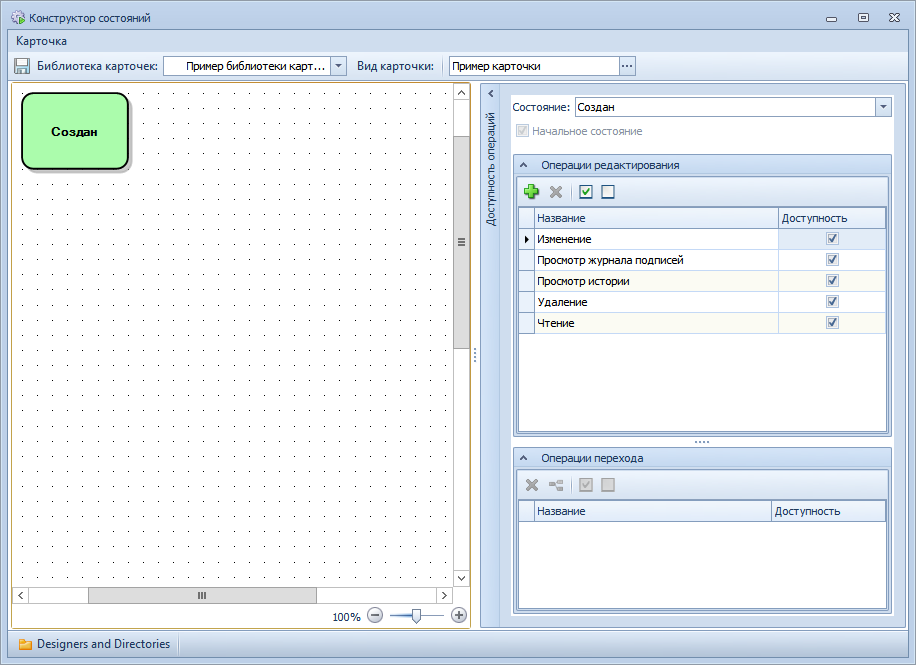 Конструктор состояний
Карточка
Библиотека карточек: Пример библиотеки карт... Вид карточки: Пример карточки ...
Создан
Доступность операций
Состояние: Создан
Начальное состояние
Операции редактирования
Название Доступность
Изменение
Просмотр журнала подписей
Просмотр истории
Удаление
Чтение
Операции перехода
Название Доступность
100%
Designers and Directories